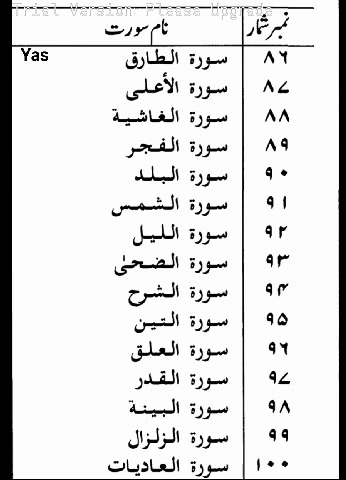 Trial Version Please Upgrade
نمبر شمار نام سورت
Yas
۸۶ سورة الطارق
۸۷ سورة الأعلى
۸۸ سورة الغاشية
۸۹ سورة الفجر
۹۰ سورة البلد
۹۱ سورة الشمس
۹۲ سورة الليل
۹۳ سورة الضحىٰ
۹۴ سورة الشرح
۹۵ سورة التين
۹۶ سورة العلق
۹۷ سورة القدر
۹۸ سورة البينة
۹۹ سورة الزلزال
۱۰۰ سورة العاديات